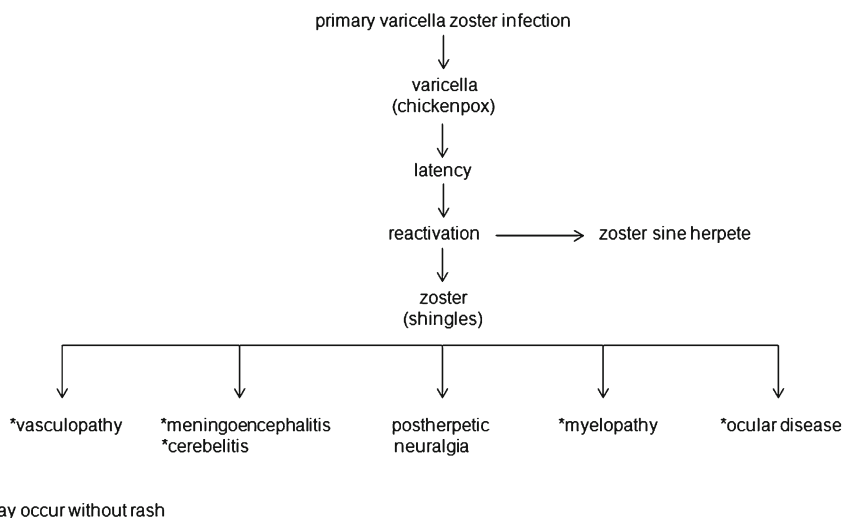 primary varicella zoster infection
varicella
(chickenpox)
latency
reactivation
zoster sine herpete
zoster
(shingles)
*vasculopathy
*meningoencephalitis
*cerebelitis
postherpetic
neuralgia
*myelopathy
*ocular disease
occur without rash